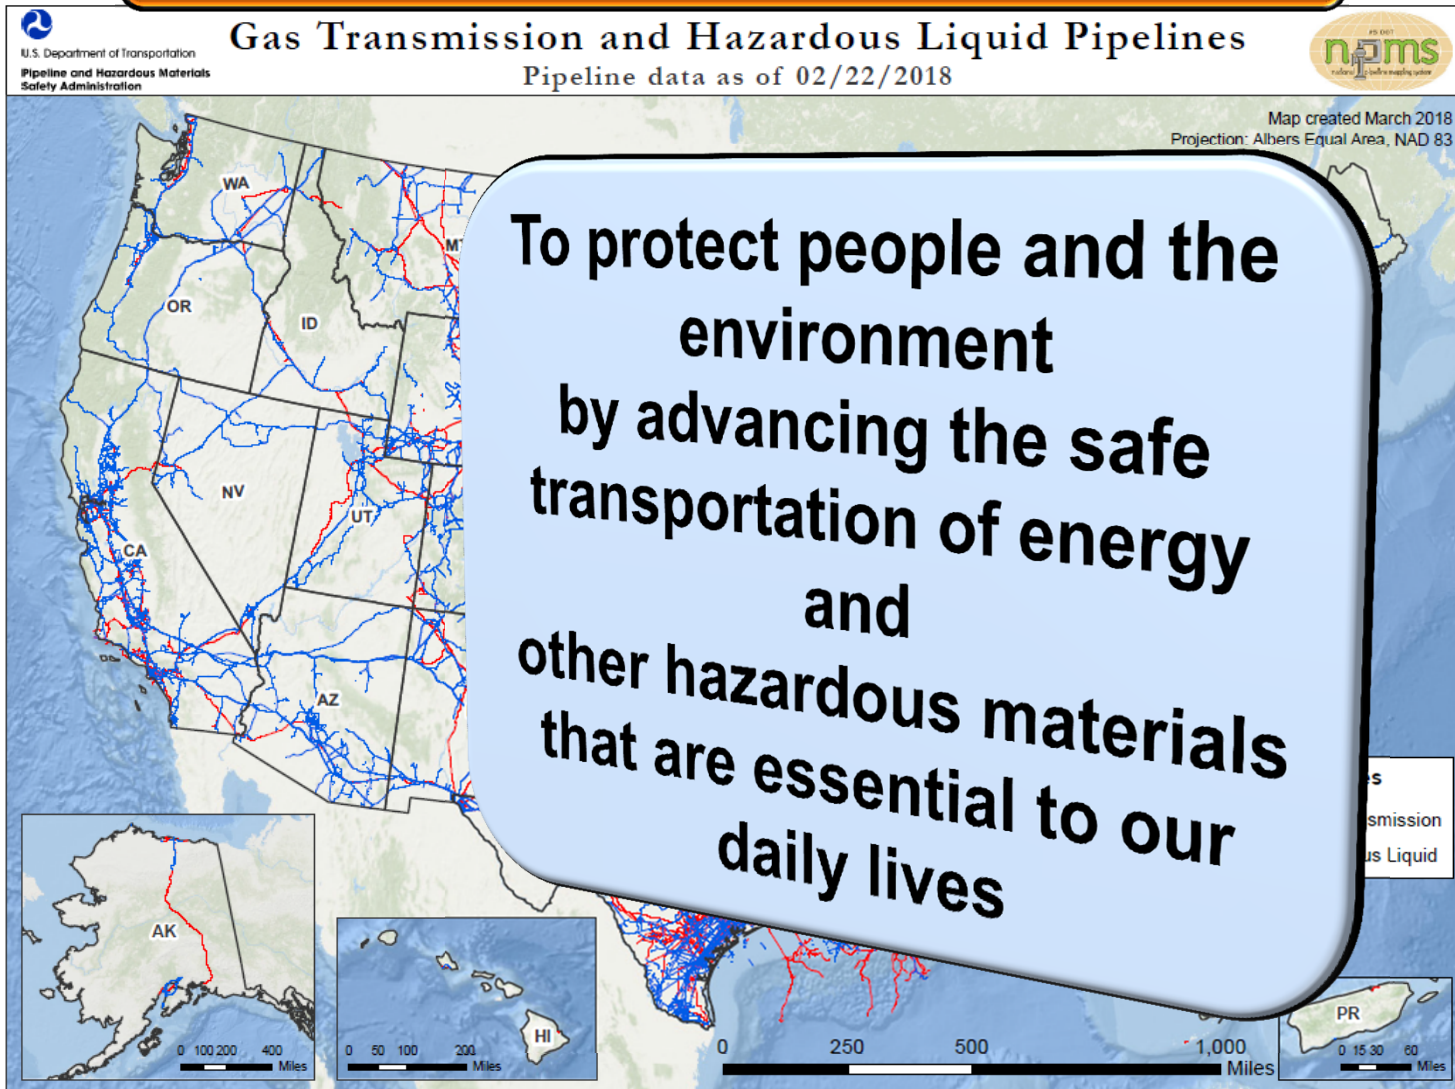 U.S. Department of Transportation
Pipeline and Hazardous Materials
Safety Administration
Gas Transmission and Hazardous Liquid Pipelines
Pipeline data as of 02/22/2018
npms
national pipeline mapping system
Map created March 2018
Projection: Albers Equal Area, NAD 83
To protect people and the
environment
by advancing the safe
transportation of energy
and
other hazardous materials
that are essential to our
daily lives
WA
OR
ID
NV
UT
CA
AZ
smission
us Liquid
AK
0 100 200 400
Miles
HI
0 50 100 200
Miles
0 250 500 1,000
Miles
PR
0 15 30 60
Miles